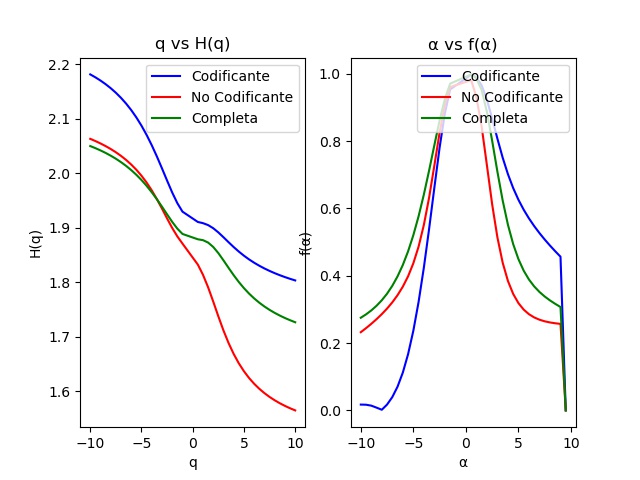 q vs H(q)
2.2
2.1
2.0
1.9
1.8
1.7
1.6
H(q)
−10
−5
0
5
10
q
Codificante
No Codificante
Completa
α vs f(α)
1.0
0.8
0.6
0.4
0.2
0.0
f(α)
−10
−5
0
5
10
α
Codificante
No Codificante
Completa